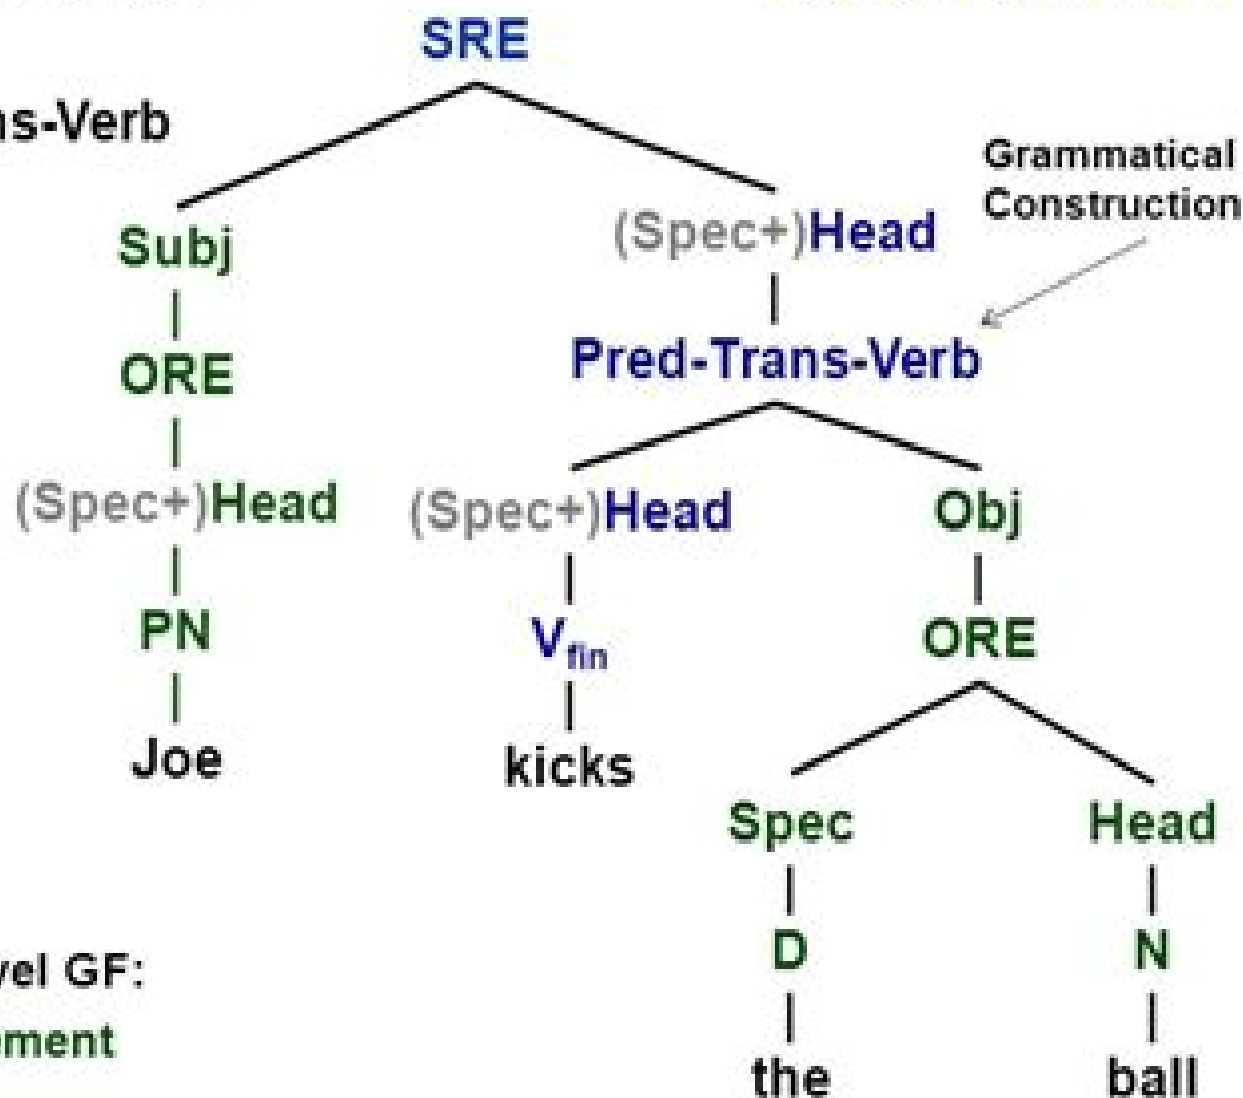 SRE
ns-Verb
Grammatical
Construction
Subj
(Spec+)Head
ORE
Pred-Trans-Verb
(Spec+)Head
(Spec+)Head
Obj
PN
Vfin
ORE
Joe
kicks
Spec
Head
D
N
vel GF:
ement
the
ball